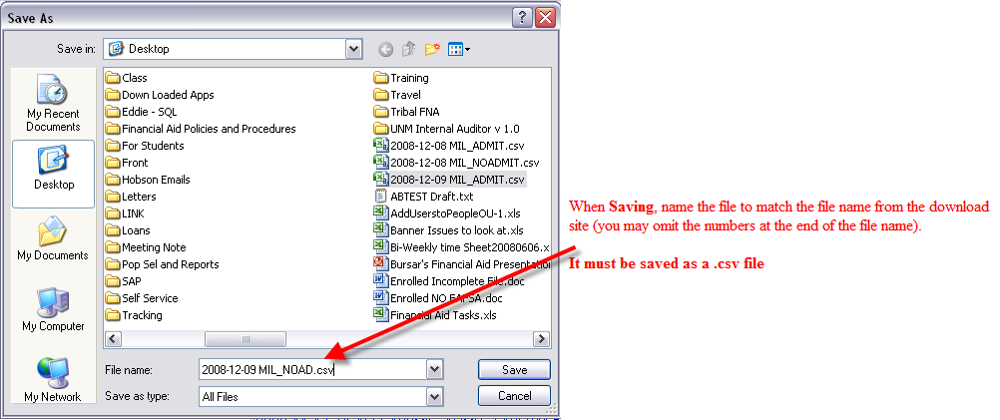 Save As
Save in: Desktop
My Recent
Documents
Desktop
My Documents
My Computer
My Network
Class
Down Loaded Apps
Eddie - SQL
Financial Aid Policies and Procedures
For Students
Front
Hobson Emails
Letters
LINK
Loans
Meeting Note
Pop Sel and Reports
SAP
Self Service
Tracking
Training
Travel
Tribal FNA
UNM Internal Auditor v 1.0
2008-12-08 MIL_ADMIT.csv
2008-12-08 MIL_NOADMIT.csv
2008-12-09 MIL_ADMIT.csv
ABTEST Draft.txt
AddUserstoPeopleOU-1.xls
Banner Issues to look at.xls
Bi-Weekly time Sheet20080606.x
Bursar's Financial Aid Presentation
Enrolled Incomplete File.doc
Enrolled NO FAFSA.doc
Financial Aid Tasks.xls
File name: 2008-12-09 MIL_NOAD.csv
Save
Save as type: All Files
Cancel
When Saving, name the file to match the file name from the download
site (you may omit the numbers at the end of the file name).
It must be saved as a .csv file